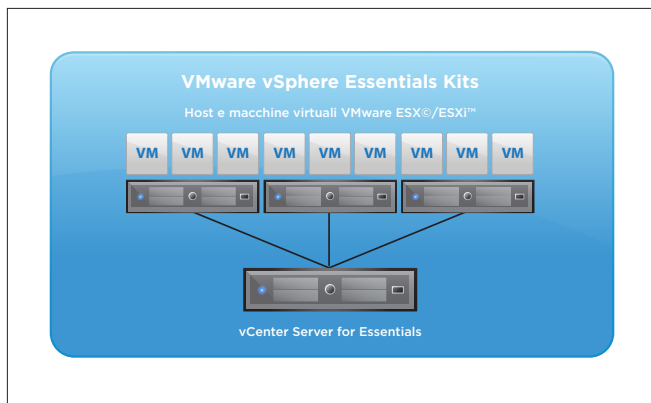 VMware vSphere Essentials Kits
Host e macchine virtuali VMware ESX©/ESXi™
VM VM VM VM VM VM VM VM VM
vCenter Server for Essentials